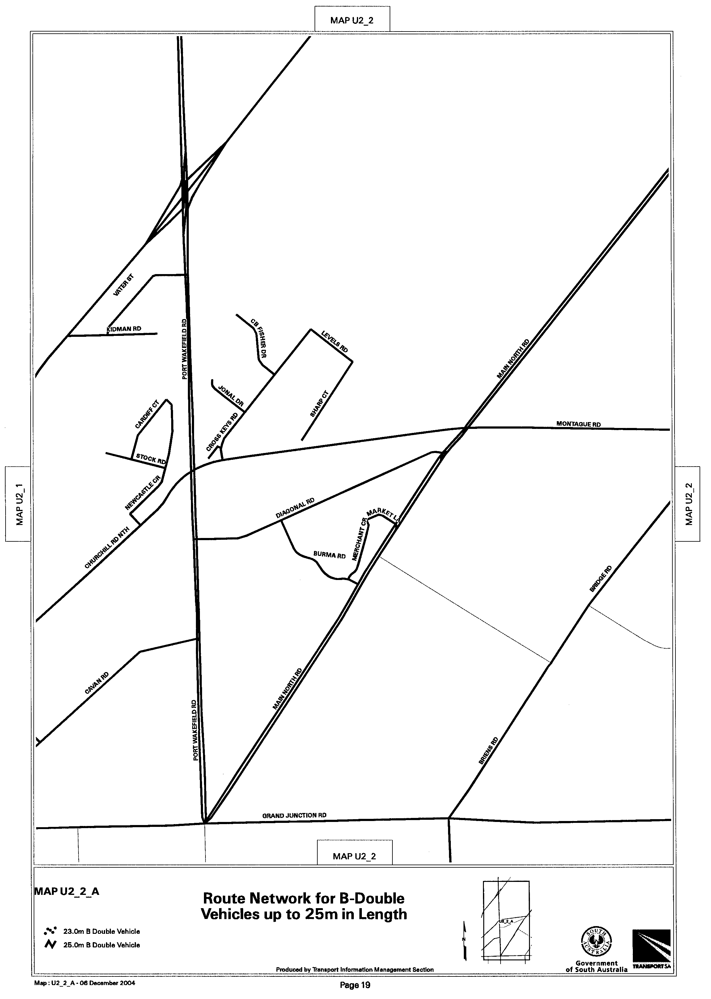 MAP U2_2
VATER ST
KIDMAN RD
PORT WAKEFIELD RD
CB FISHER DR
LEVELS RD
MAIN NORTH RD
JONAL DR
SHARP CT
CARDIFF CT
CROSS KEYS RD
MONTAGUE RD
STOCK RD
NEWCASTLE CR
MAP U2_1
MAP U2_2
DIAGONAL RD
MARKET LA
MERCHANT CR
BURMA RD
CHURCHILL RD NTH
BRIDGE RD
CAVAN RD
MAIN NORTH RD
PORT WAKEFIELD RD
BRIENS RD
GRAND JUNCTION RD
MAP U2_2
MAP U2_2_A
Route Network for B-Double
Vehicles up to 25m in Length
23.0m B Double Vehicle
25.0m B Double Vehicle
U2_2_A
N
SOUTH
AUSTRALIA
Government
of South Australia
TRANSPORT SA
Produced by Transport Information Management Section
Map : U2_2_A - 06 December 2004
Page 19